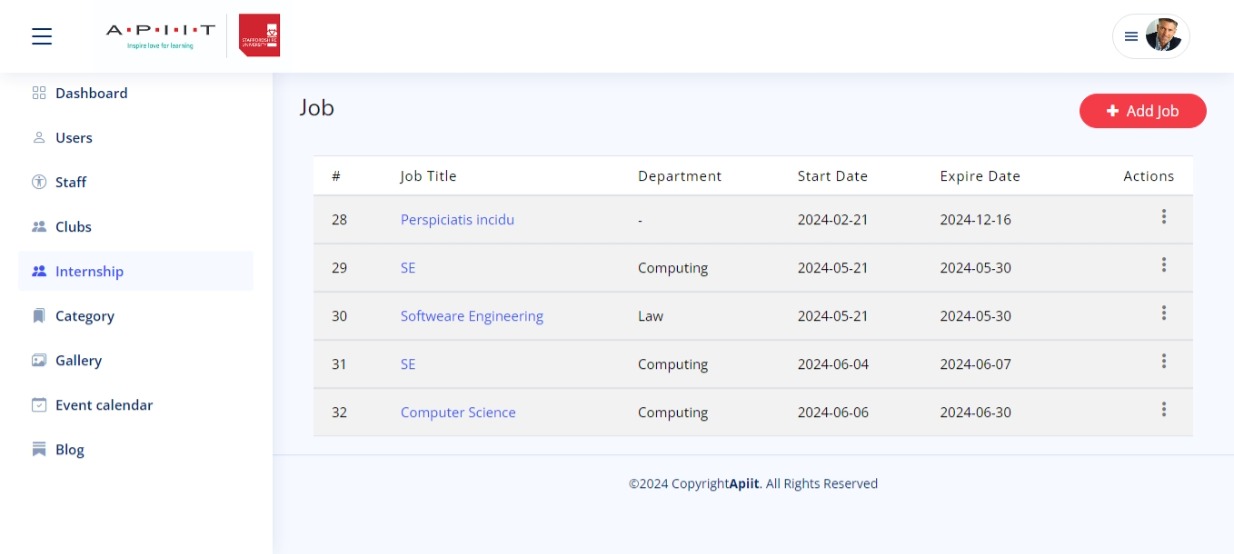 A·P·I·I·T
Inspire love for learning
STAFFORDSHIRE
UNIVERSITY
Dashboard
Users
Staff
Clubs
Internship
Category
Gallery
Event calendar
Blog
Job
Add Job
# Job Title Department Start Date Expire Date Actions
28 Perspiciatis incidu - 2024-02-21 2024-12-16
29 SE Computing 2024-05-21 2024-05-30
30 Softweare Engineering Law 2024-05-21 2024-05-30
31 SE Computing 2024-06-04 2024-06-07
32 Computer Science Computing 2024-06-06 2024-06-30
©2024 CopyrightApiit. All Rights Reserved